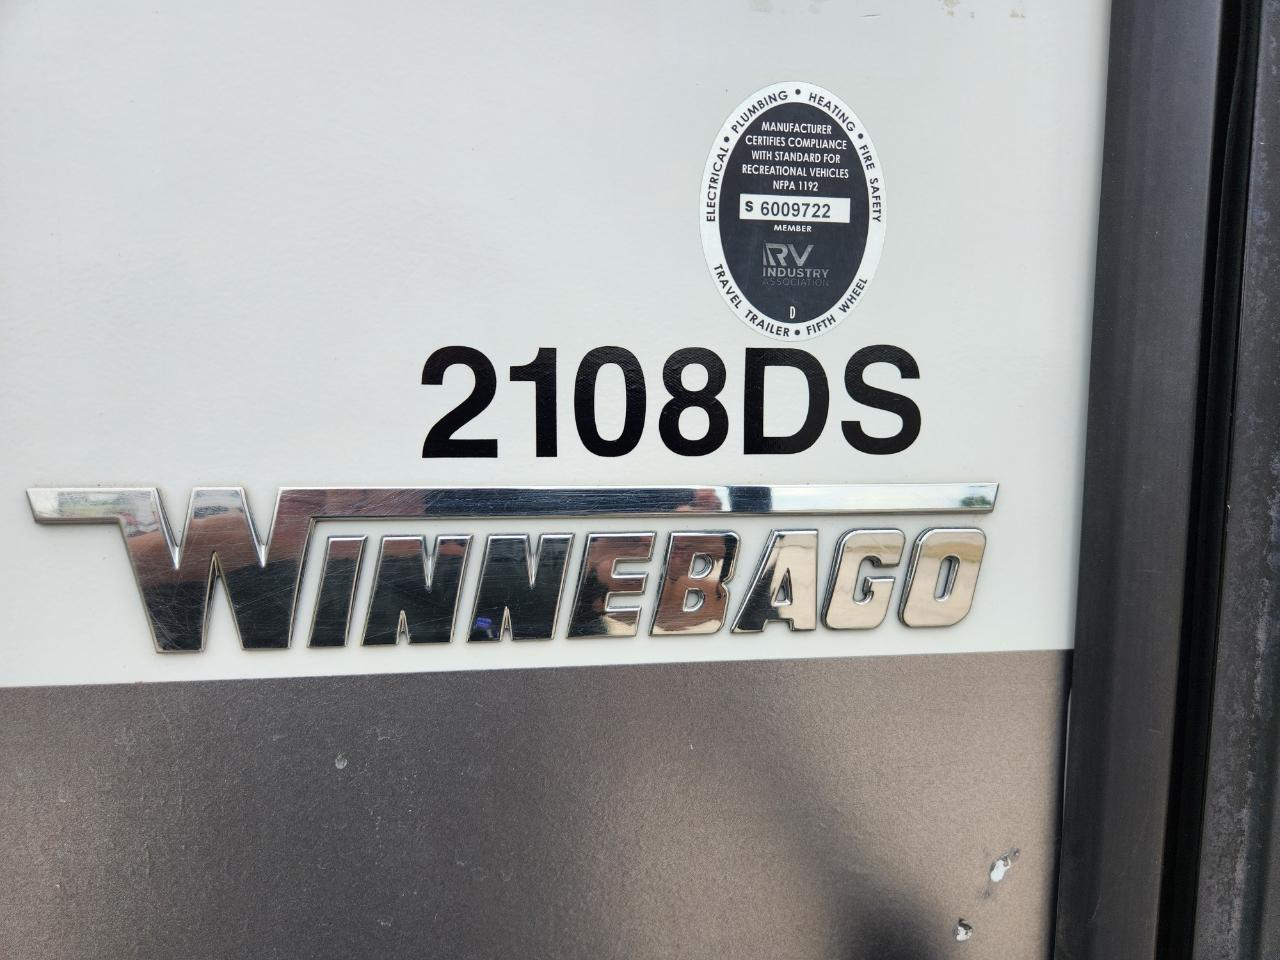 ELECTRICAL • PLUMBING • HEATING • FIRE SAFETY
MANUFACTURER
CERTIFIES COMPLIANCE
WITH STANDARD FOR
RECREATIONAL VEHICLES
NFPA 1192
S 6009722
MEMBER
RV
INDUSTRY
ASSOCIATION
D
TRAVEL TRAILER • FIFTH WHEEL
2108DS
WINNEBAGO